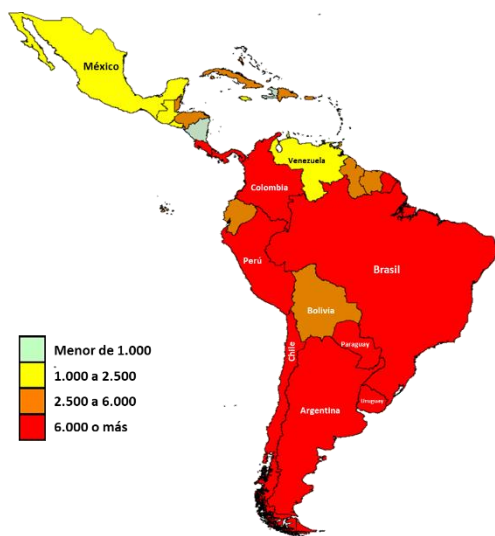 México
Venezuela
Colombia
Perú
Brasil
Bolivia
Paraguay
Chile
Uruguay
Argentina
Menor de 1.000
1.000 a 2.500
2.500 a 6.000
6.000 o más